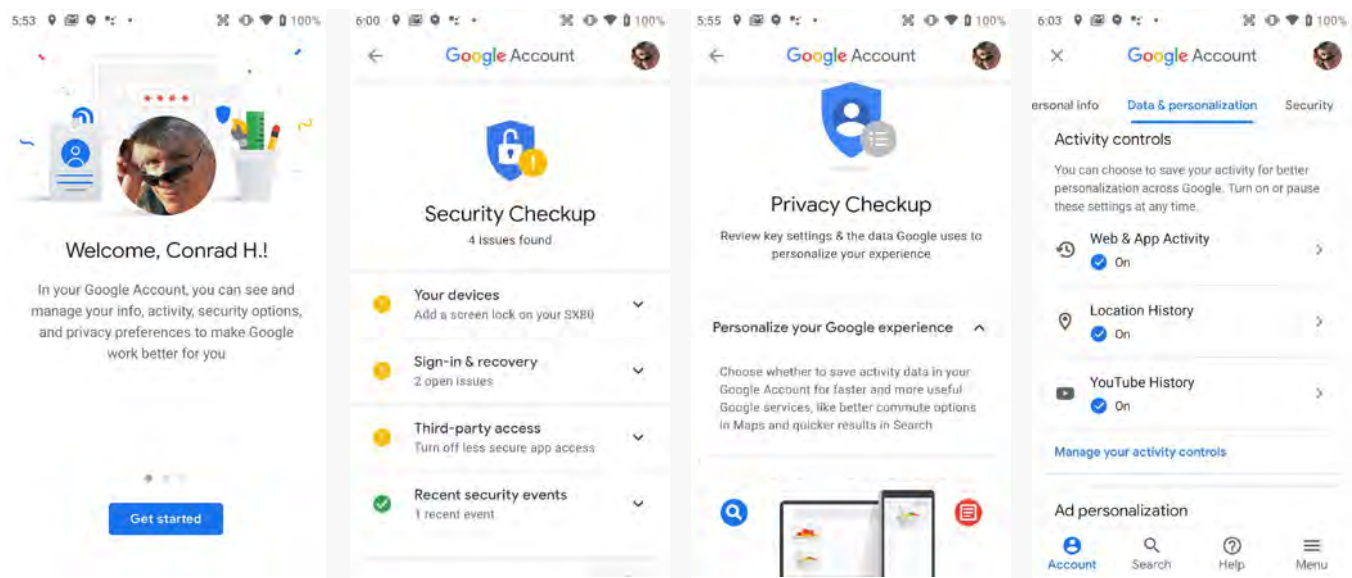 5:53
100%
Welcome, Conrad H.!
In your Google Account, you can see and
manage your info, activity, security options,
and privacy preferences to make Google
work better for you
Get started
6:00
100%
Google Account
Security Checkup
4 issues found
Your devices
Add a screen lock on your SX80
Sign-in & recovery
2 open issues
Third-party access
Turn off less secure app access
Recent security events
1 recent event
5:55
100%
Google Account
Privacy Checkup
Review key settings & the data Google uses to
personalize your experience
Personalize your Google experience
Choose whether to save activity data in your
Google Account for faster and more useful
Google services, like better commute options
in Maps and quicker results in Search
6:03
100%
Google Account
ersonal info Data & personalization Security
Activity controls
You can choose to save your activity for better
personalization across Google. Turn on or pause
these settings at any time.
Web & App Activity
On
Location History
On
YouTube History
On
Manage your activity controls
Ad personalization
Account Search Help Menu